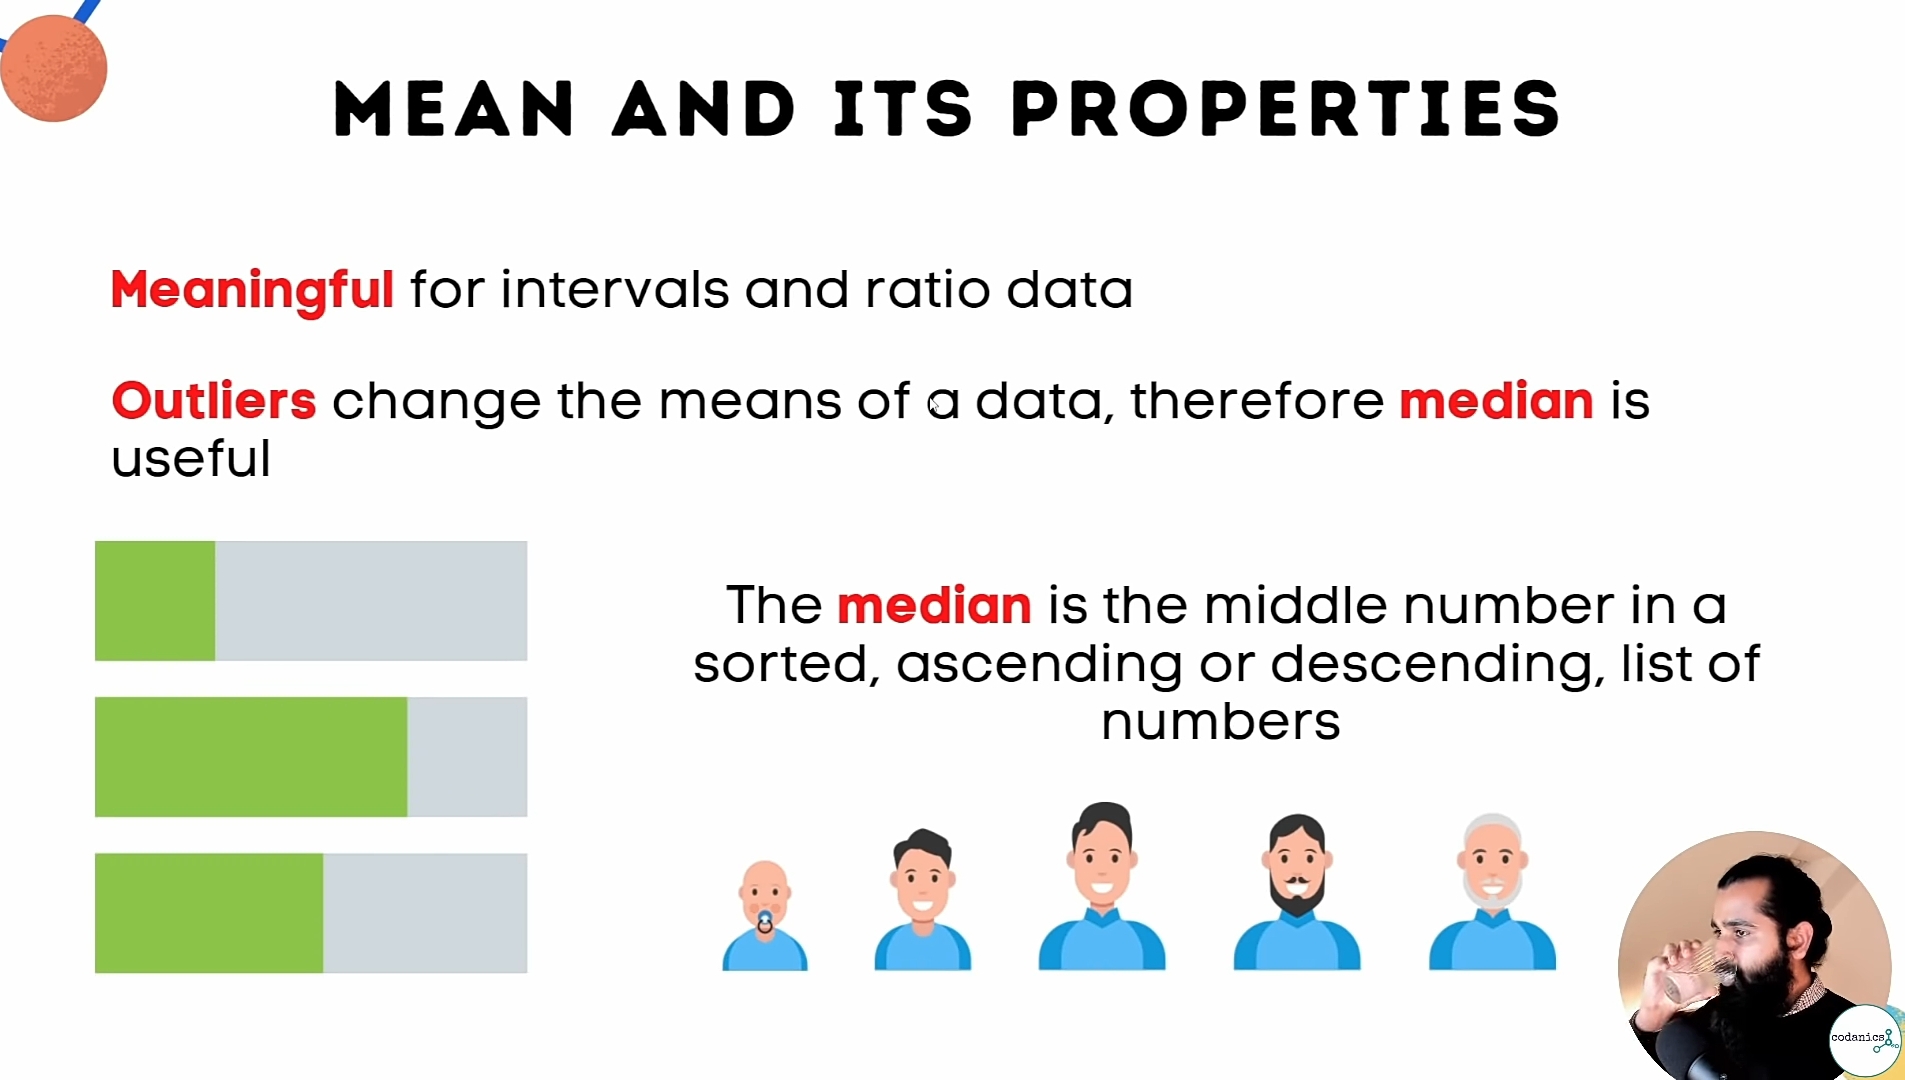 MEAN AND ITS PROPERTIES
Meaningful for intervals and ratio data
Outliers change the means of a data, therefore median is
useful
The median is the middle number in a
sorted, ascending or descending, list of
numbers
codanics